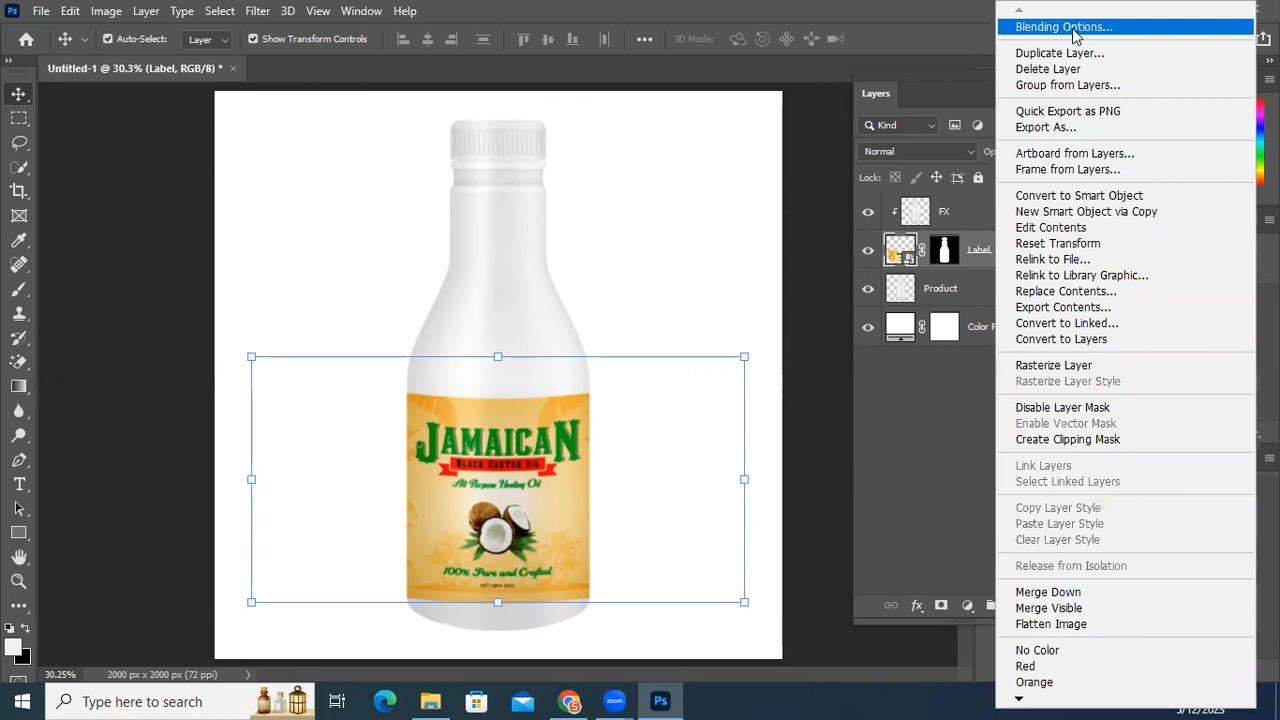 File Edit Image Layer Type Select Filter 3D View Window Help
Auto-Select: Layer Show Tran 3D Mode:
Untitled-1 @ 30.3% (Label, RGB/8) *
Layers
Kind
Normal Op
Lock:
FX
Label
Product
Color F
JAMAICAN
BLACK CASTOR OIL
All Purpose Healing Oil
100% Pure and Crafted
30.25% 2000 px x 2000 px (72 ppi)
Type here to search
Blending Options...
Duplicate Layer...
Delete Layer
Group from Layers...
Quick Export as PNG
Export As...
Artboard from Layers...
Frame from Layers...
Convert to Smart Object
New Smart Object via Copy
Edit Contents
Reset Transform
Relink to File...
Relink to Library Graphic...
Replace Contents...
Export Contents...
Convert to Linked...
Convert to Layers
Rasterize Layer
Rasterize Layer Style
Disable Layer Mask
Enable Vector Mask
Create Clipping Mask
Link Layers
Select Linked Layers
Copy Layer Style
Paste Layer Style
Clear Layer Style
Release from Isolation
Merge Down
Merge Visible
Flatten Image
No Color
Red
Orange
5/12/2023